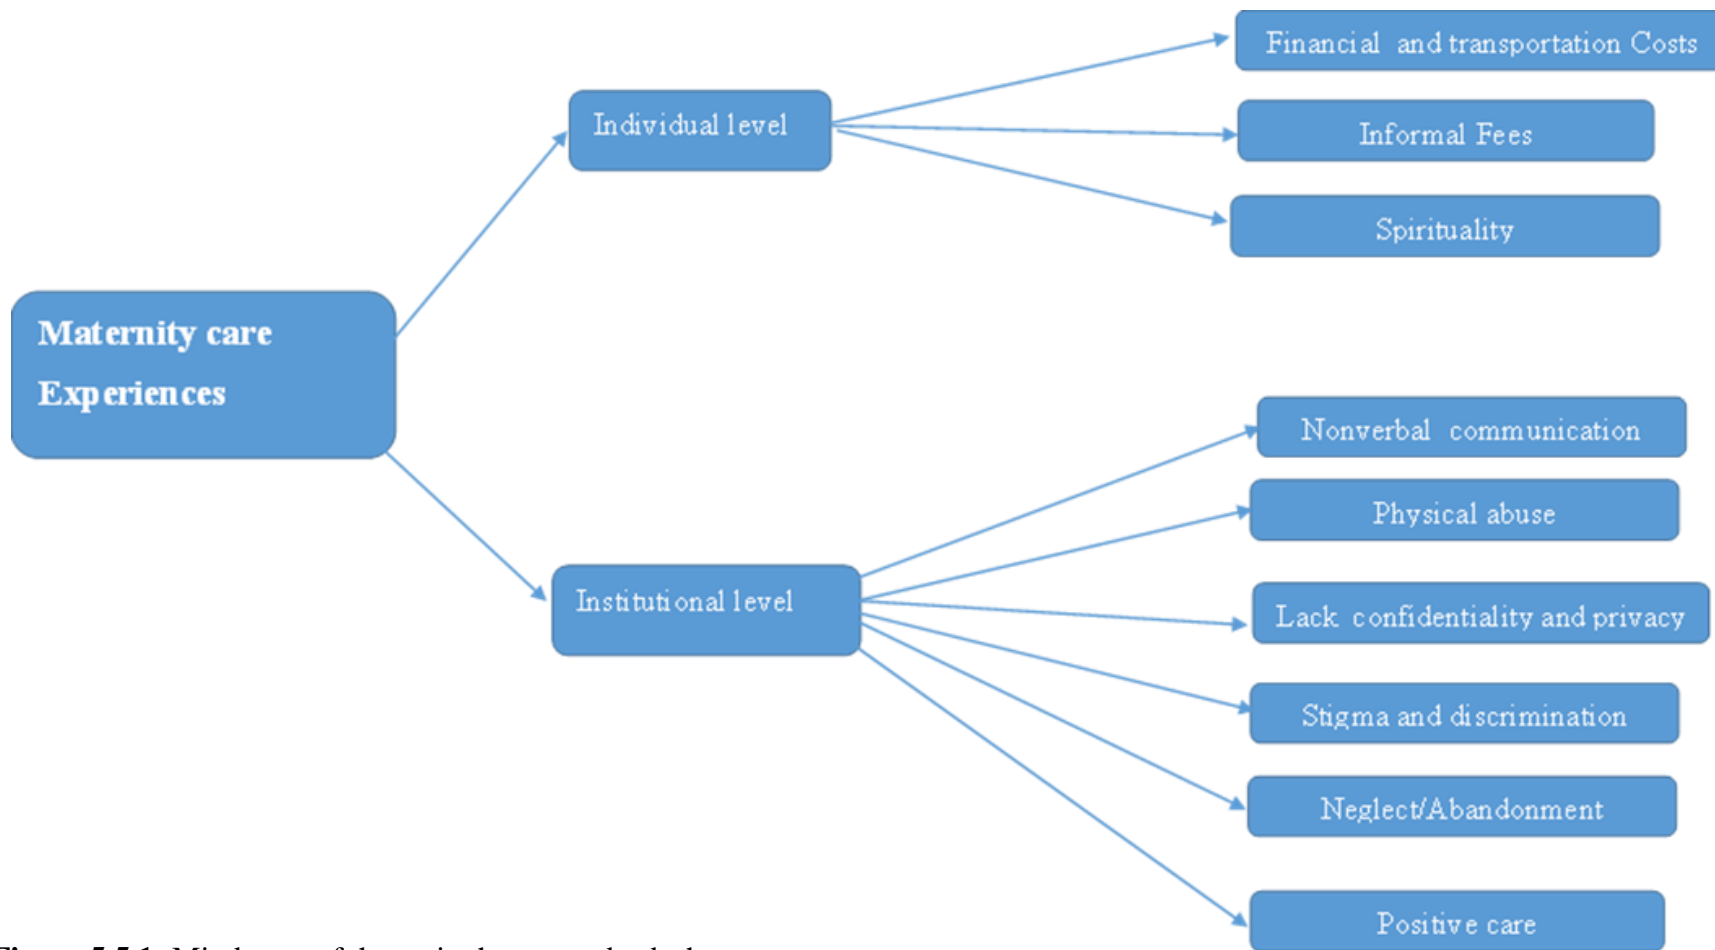 Financial and transportation Costs
Individual level
Informal Fees
Spirituality
Maternity care
Experiences
Nonverbal communication
Physical abuse
Institutional level
Lack confidentiality and privacy
Stigma and discrimination
Neglect/Abandonment
Positive care